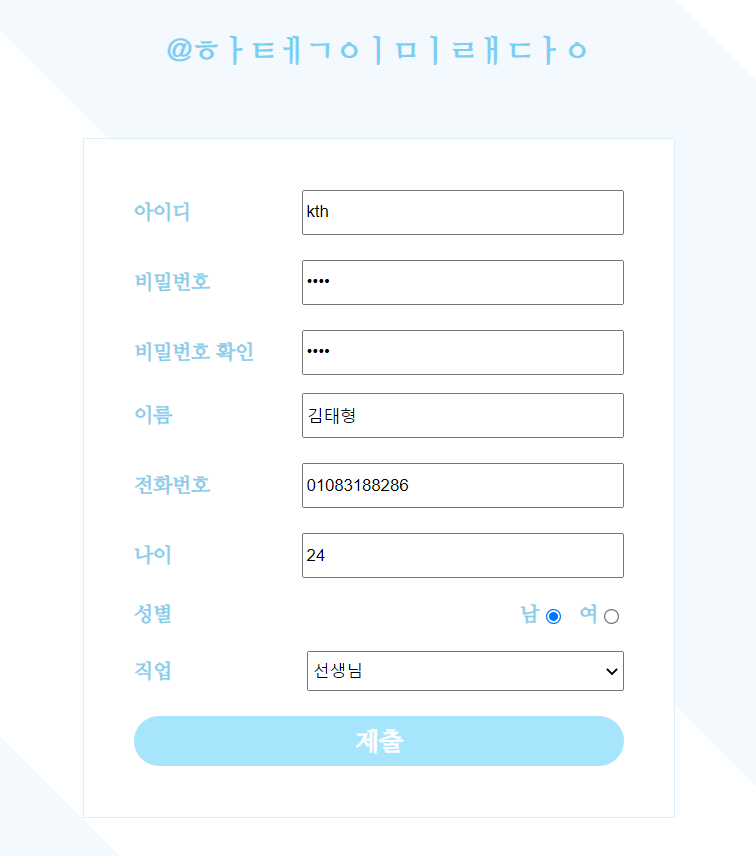 @ㅎㅏㅌㅔㄱㅇㅣㅁㅣㄹㅐㄷㅏㅇ
아이디 kth
비밀번호 ••••
비밀번호 확인 ••••
이름 김태형
전화번호 01083188286
나이 24
성별 남 여
직업 선생님
제출